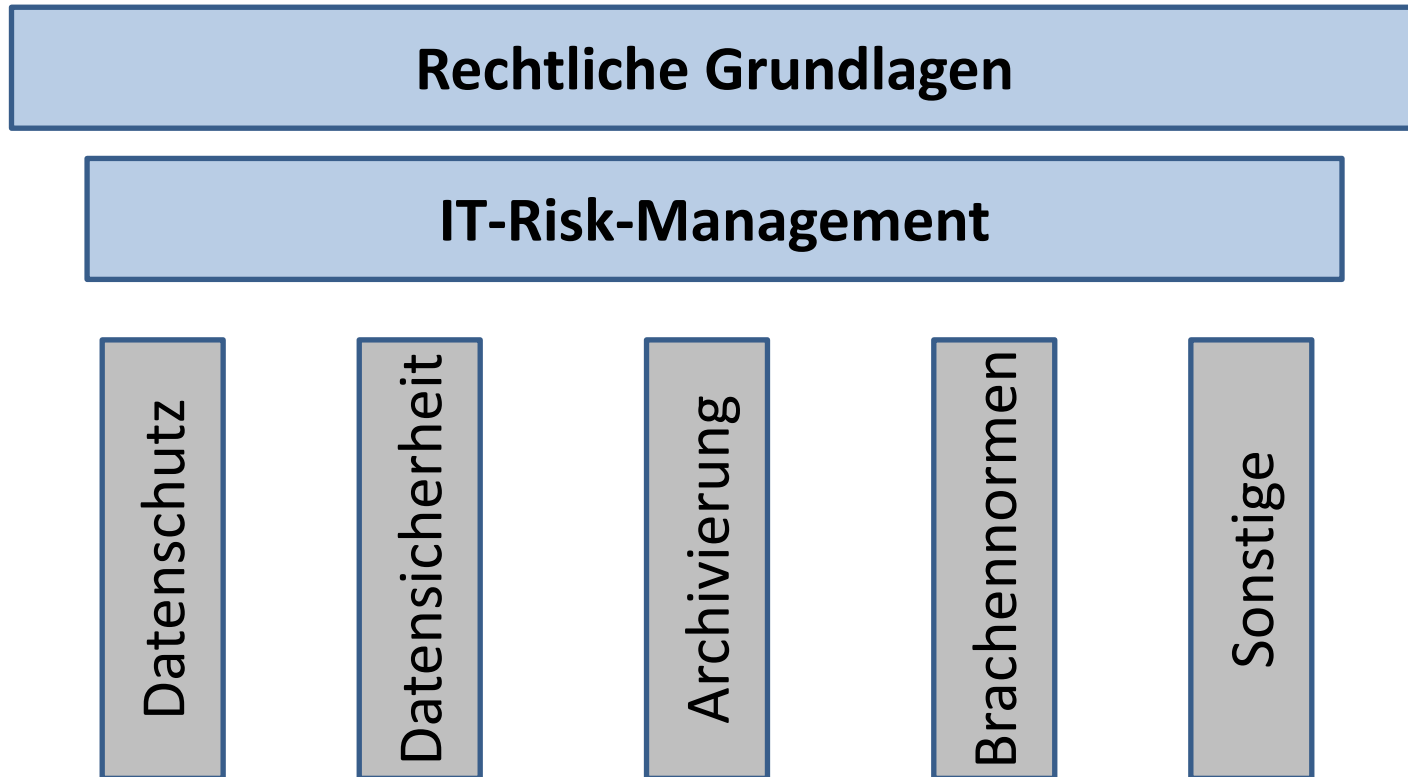 Rechtliche Grundlagen
IT-Risk-Management
Datenschutz
Datensicherheit
Archivierung
Brachennormen
Sonstige